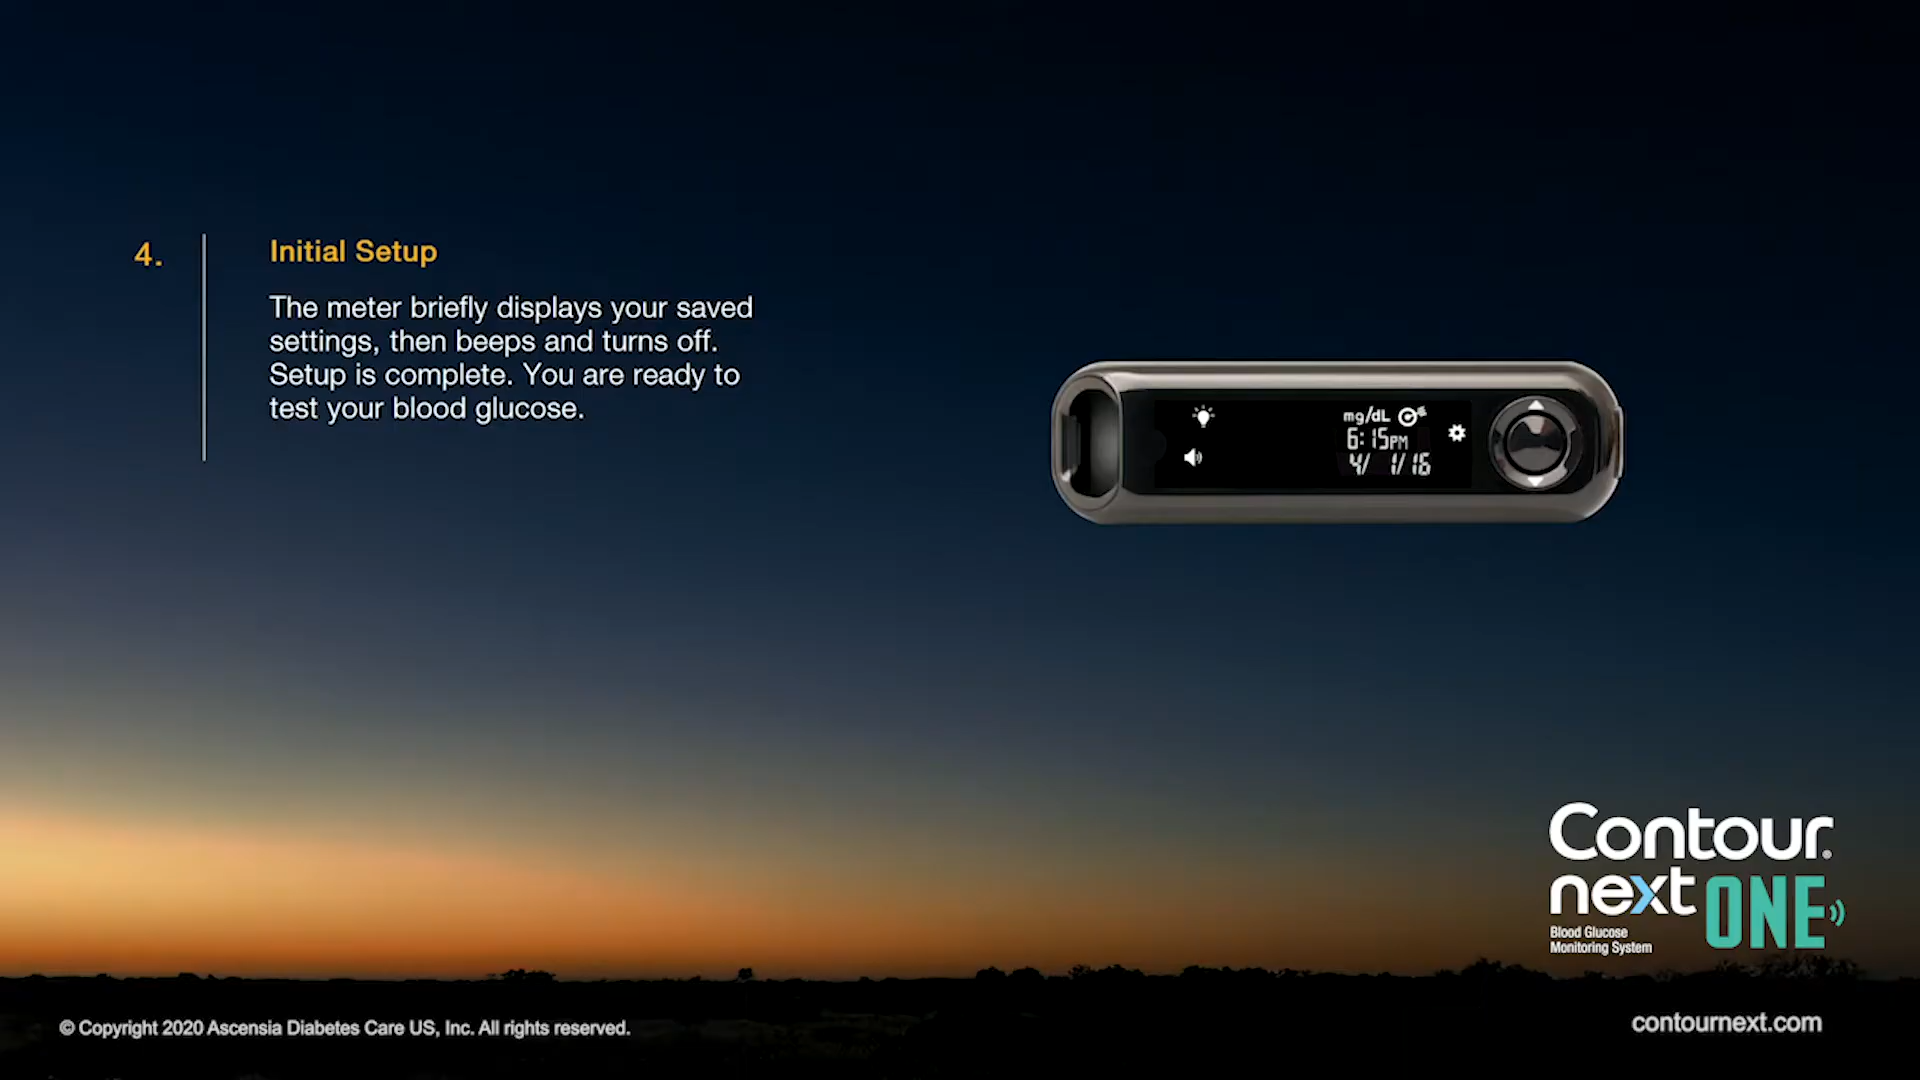 4.
Initial Setup
The meter briefly displays your saved
settings, then beeps and turns off.
Setup is complete. You are ready to
test your blood glucose.
mg/dL
6:15PM
4/ 1/16
Contour®
next ONE
Blood Glucose
Monitoring System
© Copyright 2020 Ascensia Diabetes Care US, Inc. All rights reserved.
contournext.com